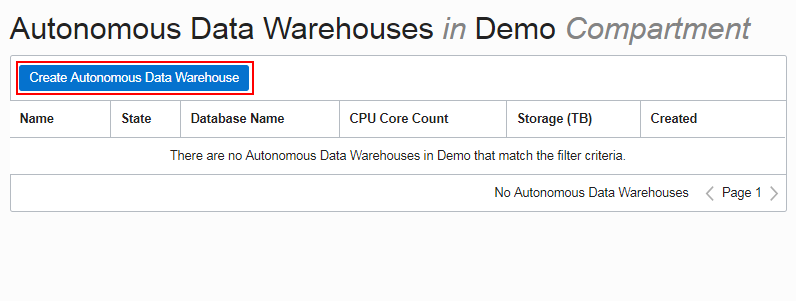 Autonomous Data Warehouses in Demo Compartment
Create Autonomous Data Warehouse
Name State Database Name CPU Core Count Storage (TB) Created
There are no Autonomous Data Warehouses in Demo that match the filter criteria.
No Autonomous Data Warehouses Page 1